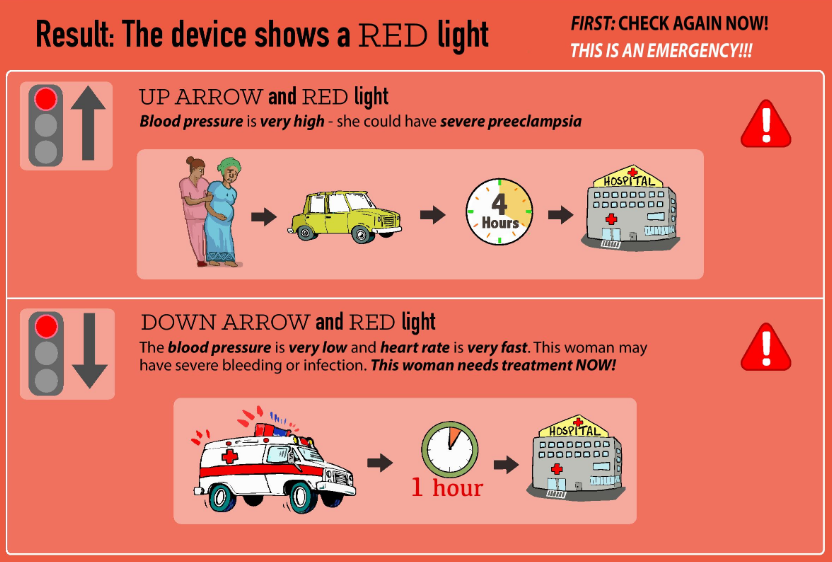 Result: The device shows a RED light
FIRST: CHECK AGAIN NOW!
THIS IS AN EMERGENCY!!!
UP ARROW and RED light
Blood pressure is very high - she could have severe preeclampsia
!
4
Hours
HOSPITAL
DOWN ARROW and RED light
The blood pressure is very low and heart rate is very fast. This woman may
have severe bleeding or infection. This woman needs treatment NOW!
!
1 hour
HOSPITAL